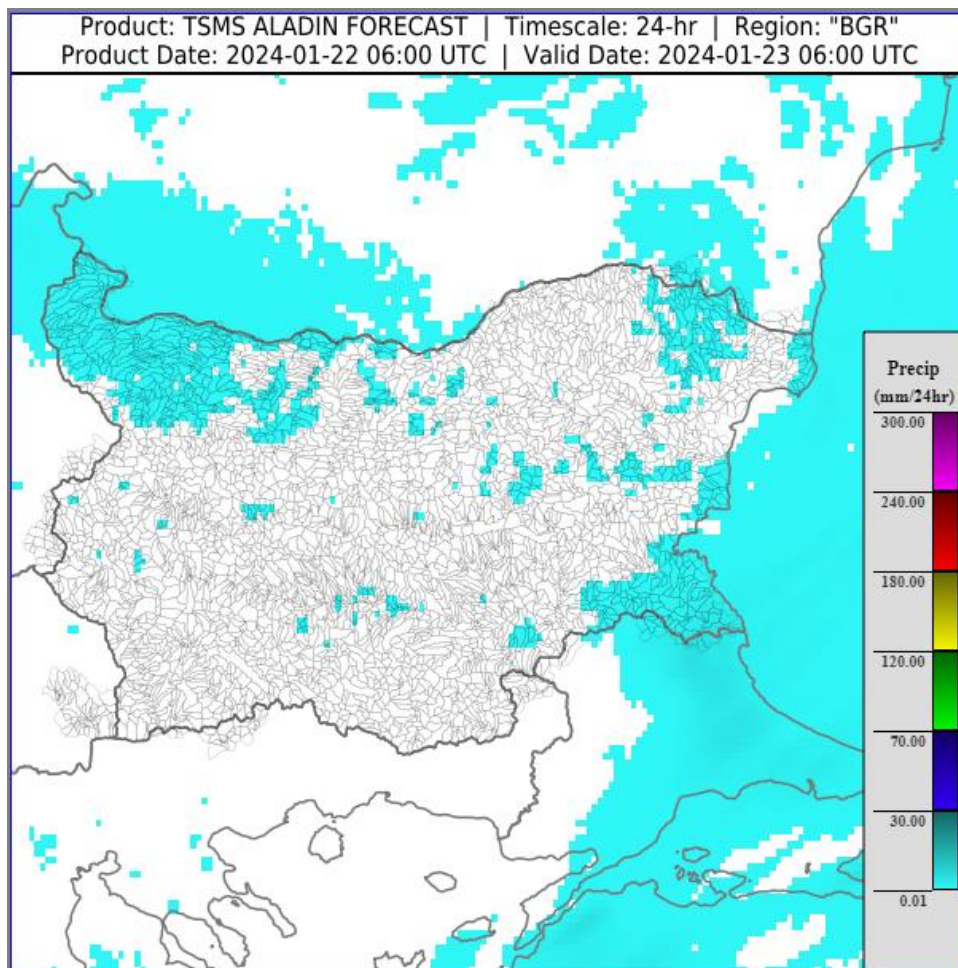 Product: TSMS ALADIN FORECAST | Timescale: 24-hr | Region: "BGR"
Product Date: 2024-01-22 06:00 UTC | Valid Date: 2024-01-23 06:00 UTC
Precip
(mm/24hr)
300.00
240.00
180.00
120.00
70.00
30.00
0.01